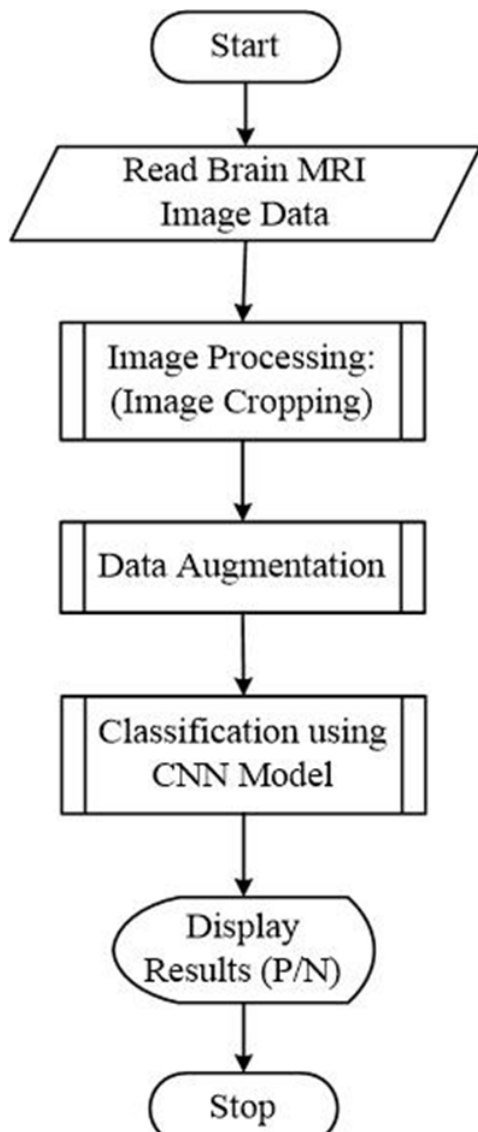 Start
Read Brain MRI
Image Data
Image Processing:
(Image Cropping)
Data Augmentation
Classification using
CNN Model
Display
Results (P/N)
Stop